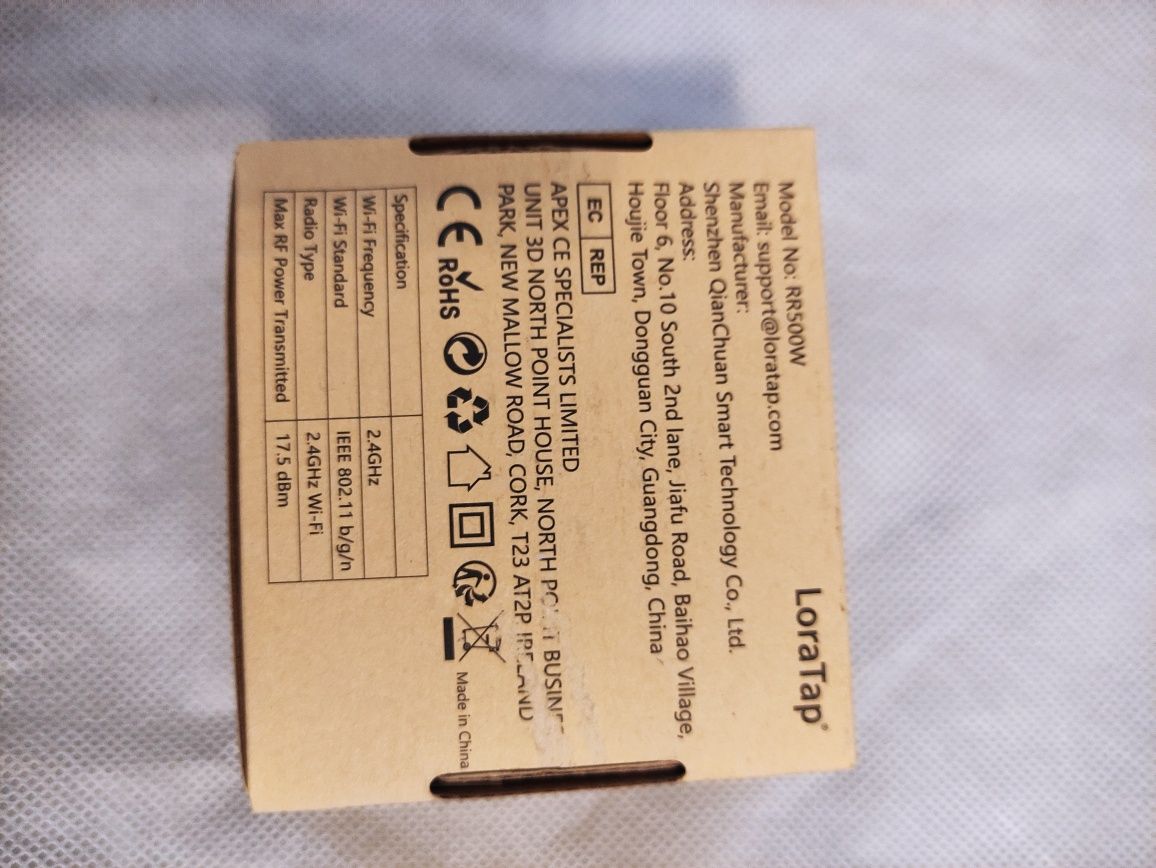 LoraTap®
Model No: RR500W
Email: support@loratap.com
Manufacturer:
Shenzhen QianChuan Smart Technology Co., Ltd.
Address:
Floor 6, No.10 South 2nd lane, Jiafu Road, Baihao Village,
Houjie Town, Dongguan City, Guangdong, China
EC REP
APEX CE SPECIALISTS LIMITED
UNIT 3D NORTH POINT HOUSE, NORTH POINT BUSINE
PARK, NEW MALLOW ROAD, CORK, T23 AT2P IRELAND
CE RoHS
Made in China
Specification
Wi-Fi Frequency 2.4GHz
Wi-Fi Standard IEEE 802.11 b/g/n
Radio Type 2.4GHz Wi-Fi
Max RF Power Transmitted 17.5 dBm